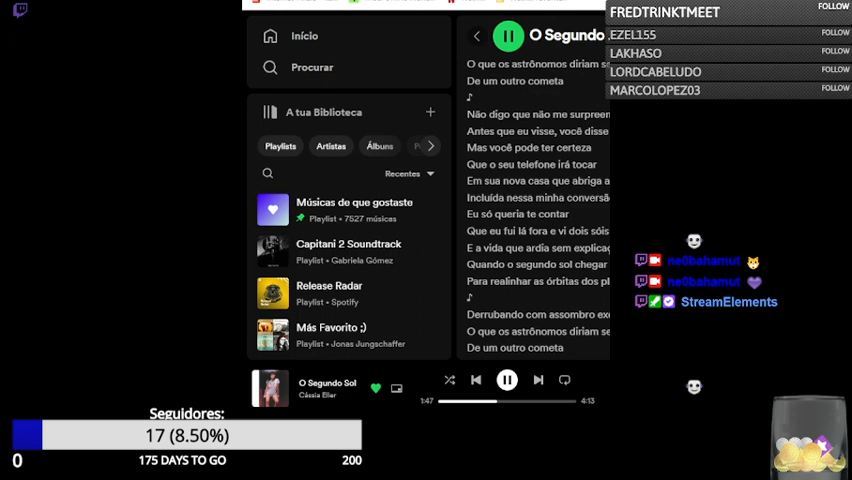 Início
Procurar
A tua Biblioteca
Playlists
Artistas
Álbuns
Recentes
Músicas de que gostaste
Playlist • 7527 músicas
Capitani 2 Soundtrack
Playlist • Gabriela Gómez
Release Radar
Playlist • Spotify
Más Favorito ;)
Playlist • Jonas Jungschaffer
O Segundo Sol
Cássia Eller
O Segundo
O que os astrônomos diriam se
De um outro cometa
♪
Não digo que não me surpreen
Antes que eu visse, você disse
Mas você pode ter certeza
Que o seu telefone irá tocar
Em sua nova casa que abriga a
Incluída nessa minha conversã
Eu só queria te contar
Que eu fui lá fora e vi dois sóis
E a vida que ardia sem explicaç
Quando o segundo sol chegar
Para realinhar as órbitas dos pl
♪
Derrubando com assombro exe
O que os astrônomos diriam se
De um outro cometa
1:47
4:13
FREDTRINKTMEET FOLLOW
EZEL155 FOLLOW
LAKHASO FOLLOW
LORDCABELUDO FOLLOW
MARCOLOPEZ03 FOLLOW
ne0bahamut
ne0bahamut
StreamElements
Seguidores:
17 (8.50%)
0 175 DAYS TO GO 200